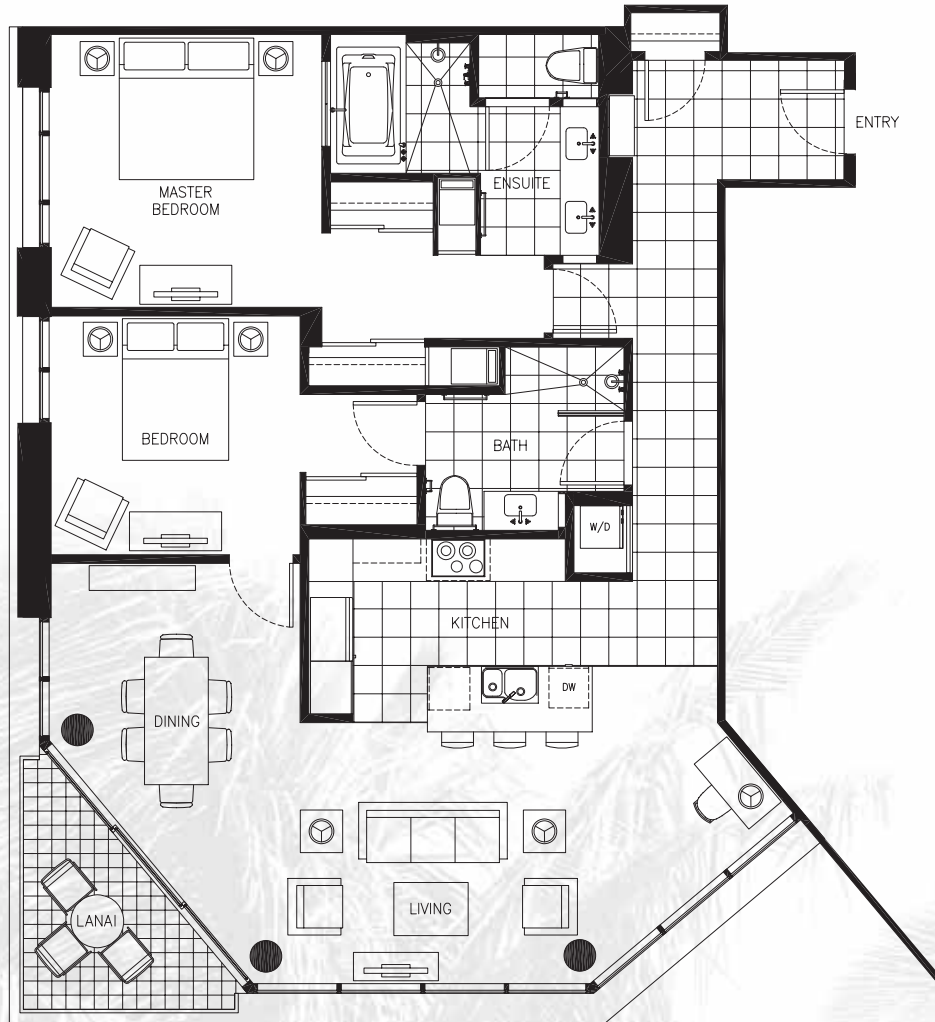 ENTRY
MASTER
BEDROOM
ENSUITE
BEDROOM
BATH
W/D
KITCHEN
DW
DINING
LIVING
LANAI